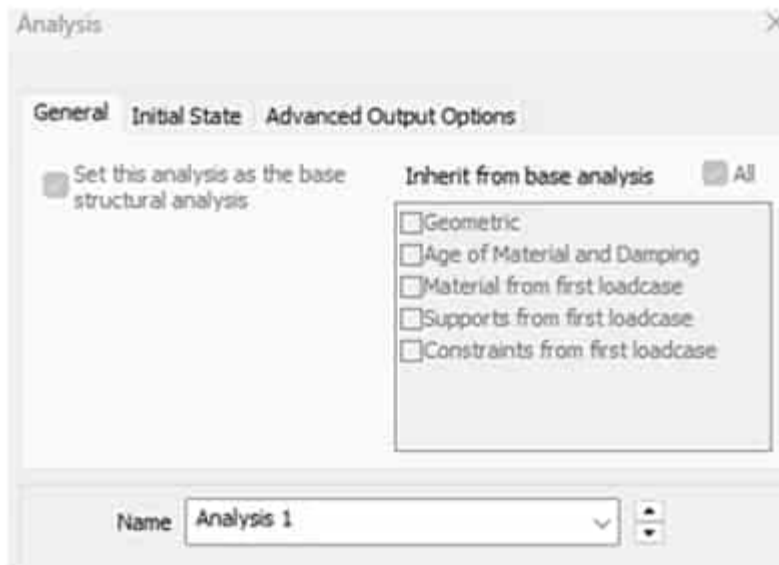 Analysis
General Initial State Advanced Output Options
Set this analysis as the base
structural analysis
Inherit from base analysis All
Geometric
Age of Material and Damping
Material from first loadcase
Supports from first loadcase
Constraints from first loadcase
Name Analysis 1